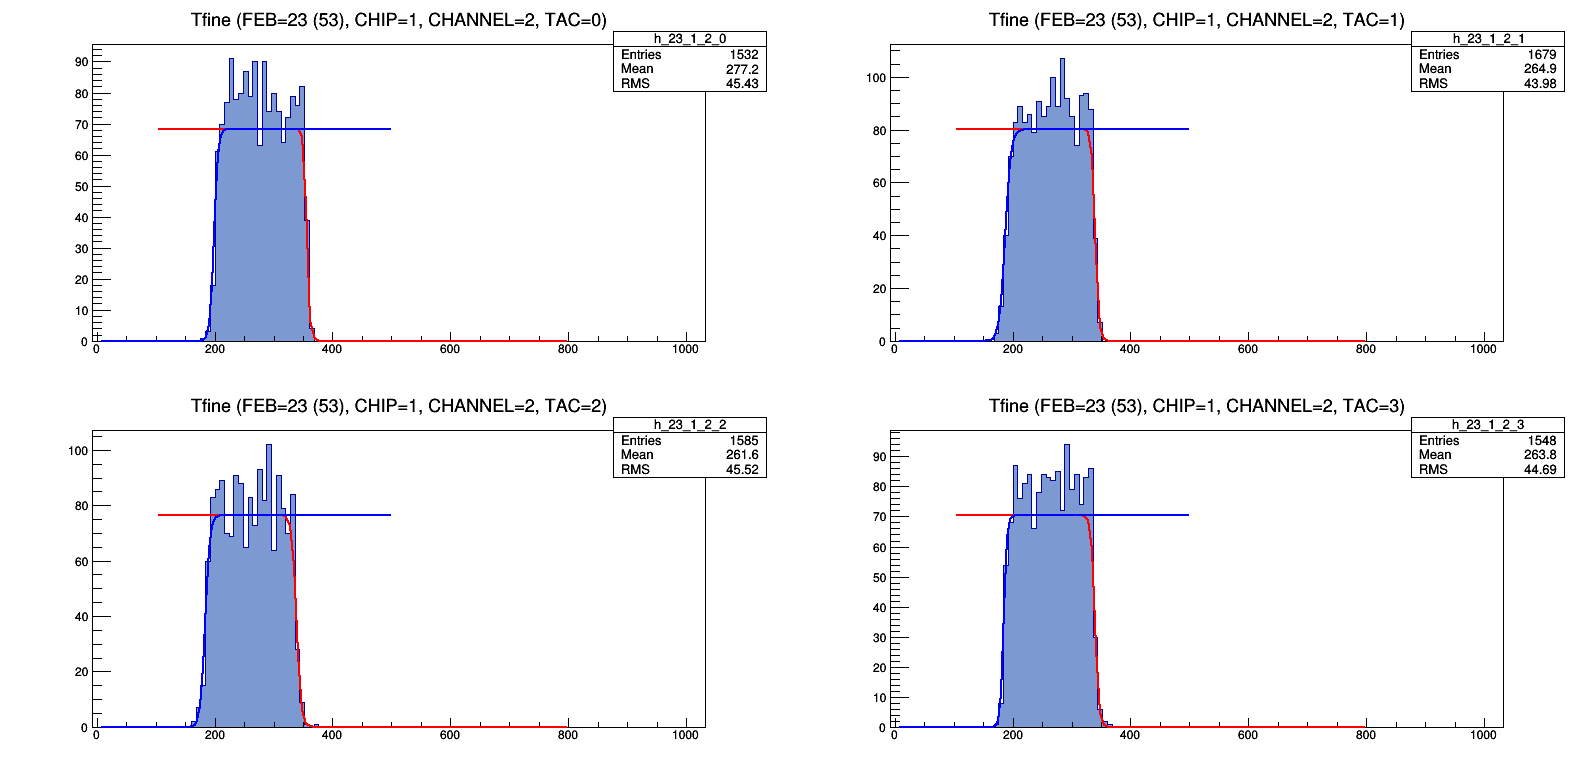 Tfine (FEB=23 (53), CHIP=1, CHANNEL=2, TAC=0)
h_23_1_2_0
Entries 1532
Mean 277.2
RMS 45.43
90
80
70
60
50
40
30
20
10
0
0 200 400 600 800 1000
Tfine (FEB=23 (53), CHIP=1, CHANNEL=2, TAC=1)
h_23_1_2_1
Entries 1679
Mean 264.9
RMS 43.98
100
80
60
40
20
0
0 200 400 600 800 1000
Tfine (FEB=23 (53), CHIP=1, CHANNEL=2, TAC=2)
h_23_1_2_2
Entries 1585
Mean 261.6
RMS 45.52
100
80
60
40
20
0
0 200 400 600 800 1000
Tfine (FEB=23 (53), CHIP=1, CHANNEL=2, TAC=3)
h_23_1_2_3
Entries 1548
Mean 263.8
RMS 44.69
90
80
70
60
50
40
30
20
10
0
0 200 400 600 800 1000